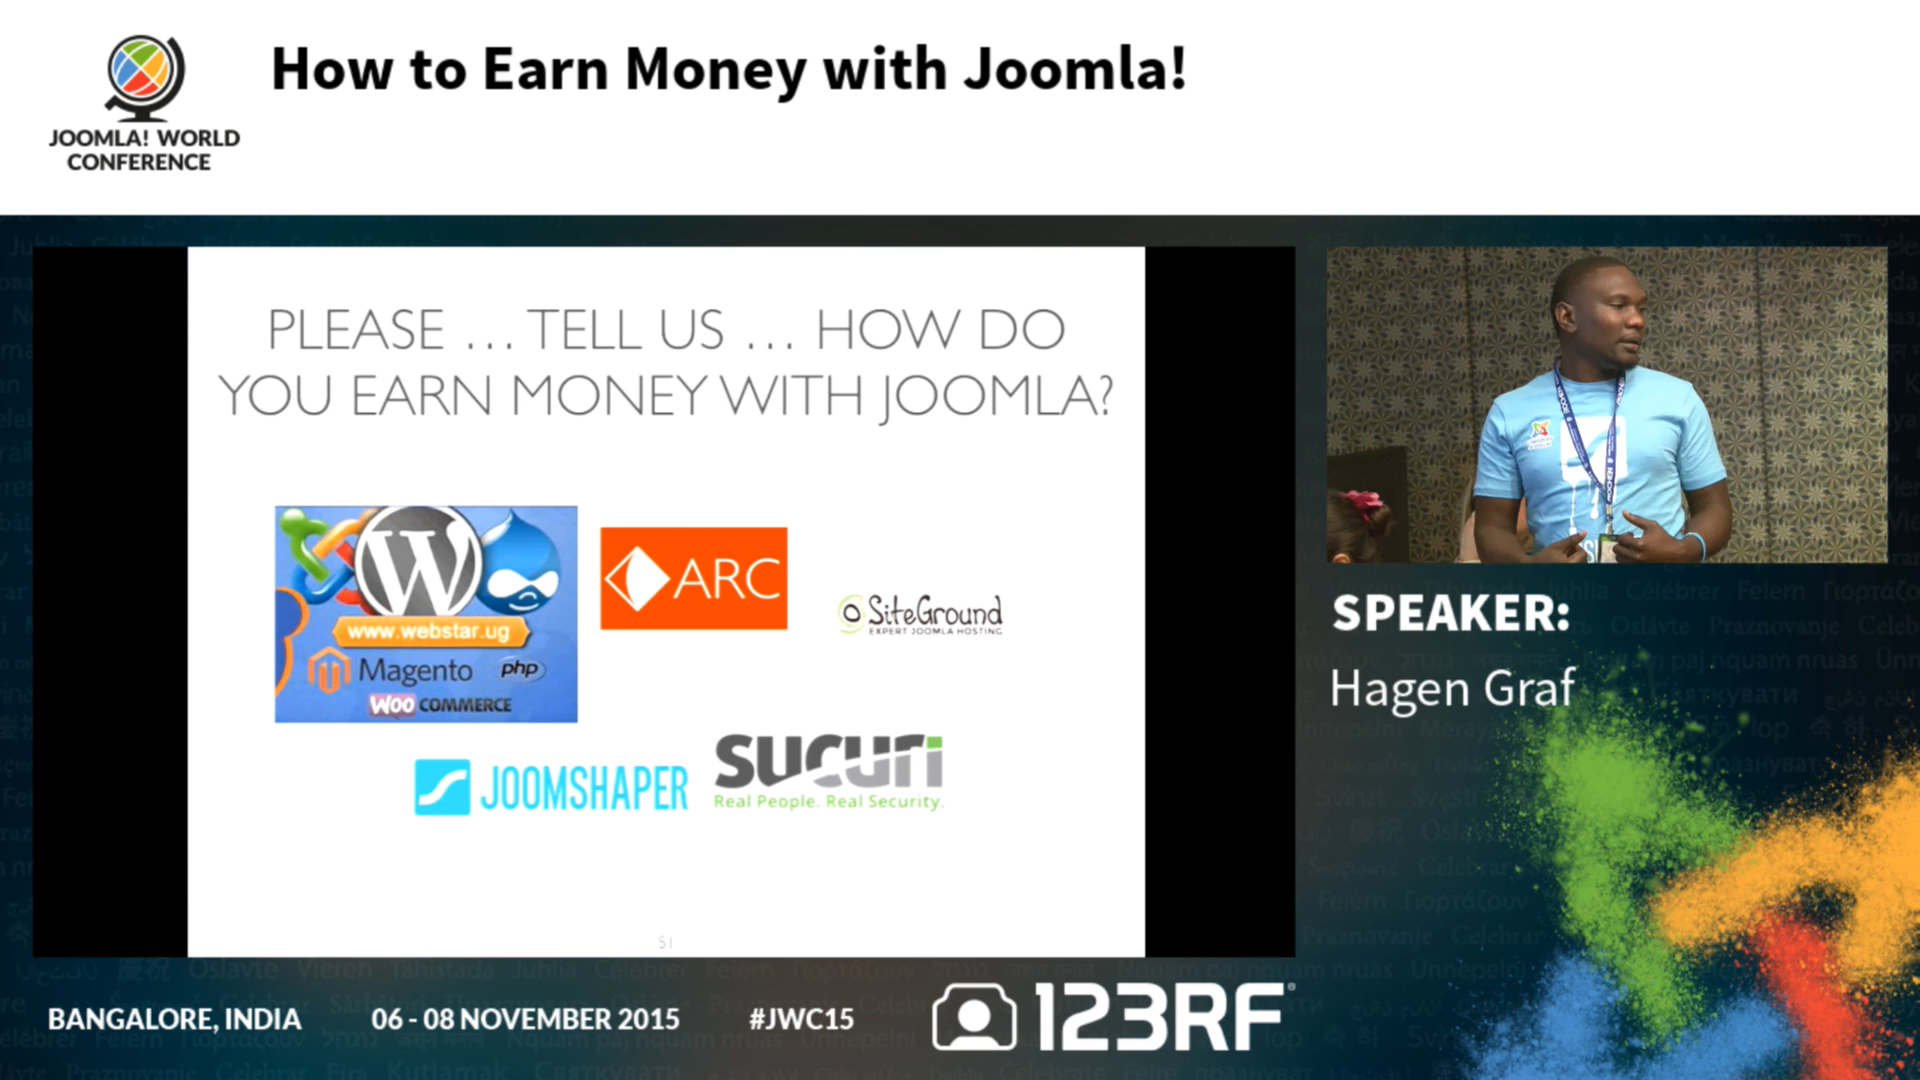 How to Earn Money with Joomla!
JOOMLA! WORLD
CONFERENCE
PLEASE ... TELL US ... HOW DO
YOU EARN MONEY WITH JOOMLA?
www.webstar.ug
Magento php
WOO COMMERCE
ARC
SiteGround
EXPERT JOOMLA HOSTING
JOOMSHAPER
sucuri
Real People. Real Security.
51
SPEAKER:
Hagen Graf
BANGALORE, INDIA
06 - 08 NOVEMBER 2015
#JWC15
123RF